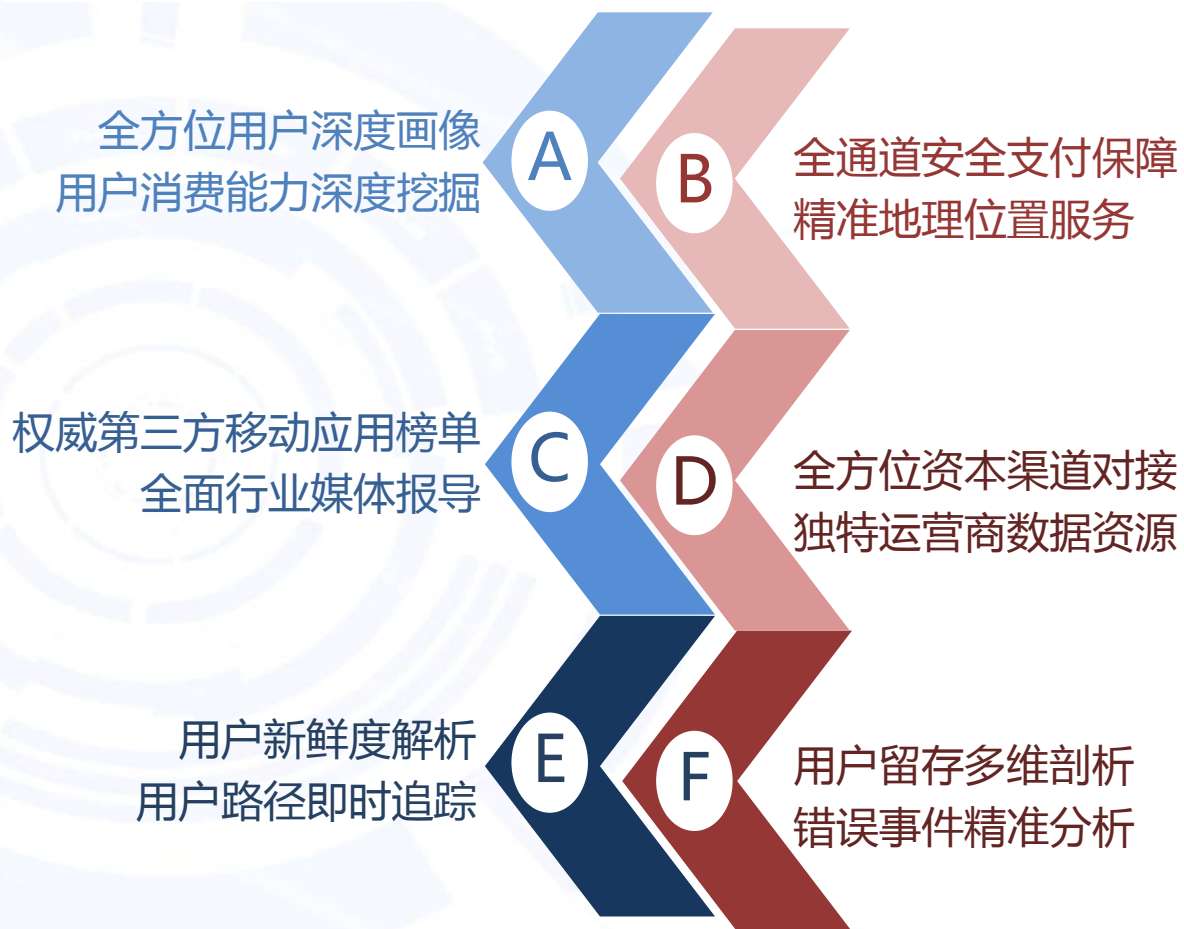 全方位用户深度画像
用户消费能力深度挖掘
A
B
全通道安全支付保障
精准地理位置服务
权威第三方移动应用榜单
全面行业媒体报导
C
D
全方位资本渠道对接
独特运营商数据资源
用户新鲜度解析
用户路径即时追踪
E
F
用户留存多维剖析
错误事件精准分析